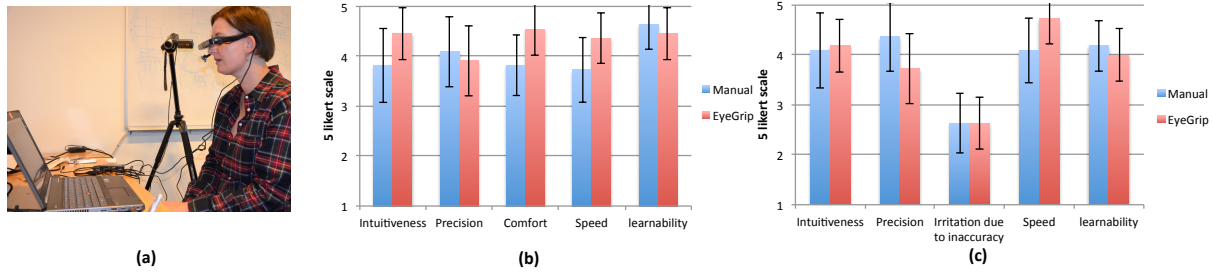 5
4
3
2
1
5 likert scale
Intuitiveness Precision Comfort Speed learnability
Manual
EyeGrip
5
4
3
2
1
5 likert scale
Intuitiveness Precision Irritation due to inaccuracy Speed learnability
Manual
EyeGrip
(a)
(b)
(c)